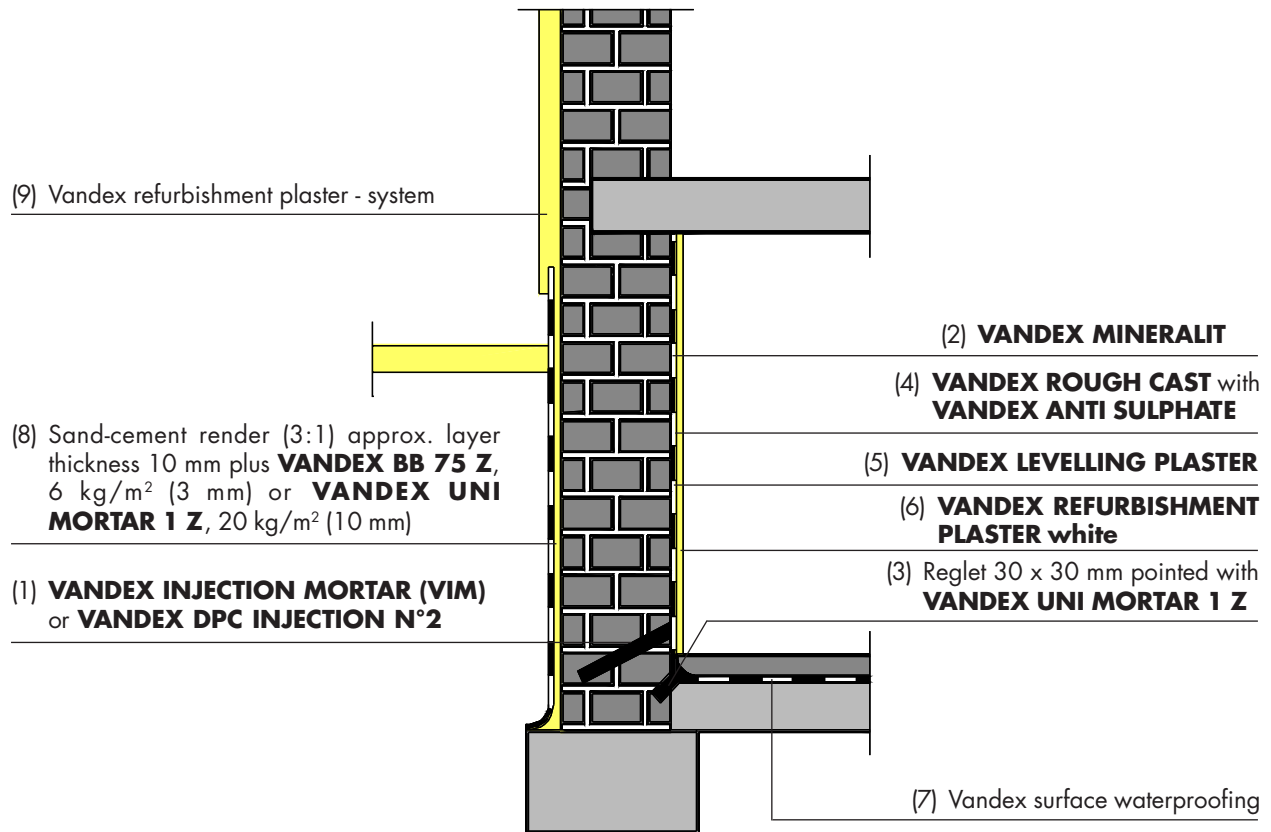 (9) Vandex refurbishment plaster - system
(8) Sand-cement render (3:1) approx. layer
thickness 10 mm plus VANDEX BB 75 Z,
6 kg/m² (3 mm) or VANDEX UNI
MORTAR 1 Z, 20 kg/m² (10 mm)
(1) VANDEX INJECTION MORTAR (VIM)
or VANDEX DPC INJECTION N°2
(2) VANDEX MINERALIT
(4) VANDEX ROUGH CAST with
VANDEX ANTI SULPHATE
(5) VANDEX LEVELLING PLASTER
(6) VANDEX REFURBISHMENT
PLASTER white
(3) Reglet 30 x 30 mm pointed with
VANDEX UNI MORTAR 1 Z
(7) Vandex surface waterproofing